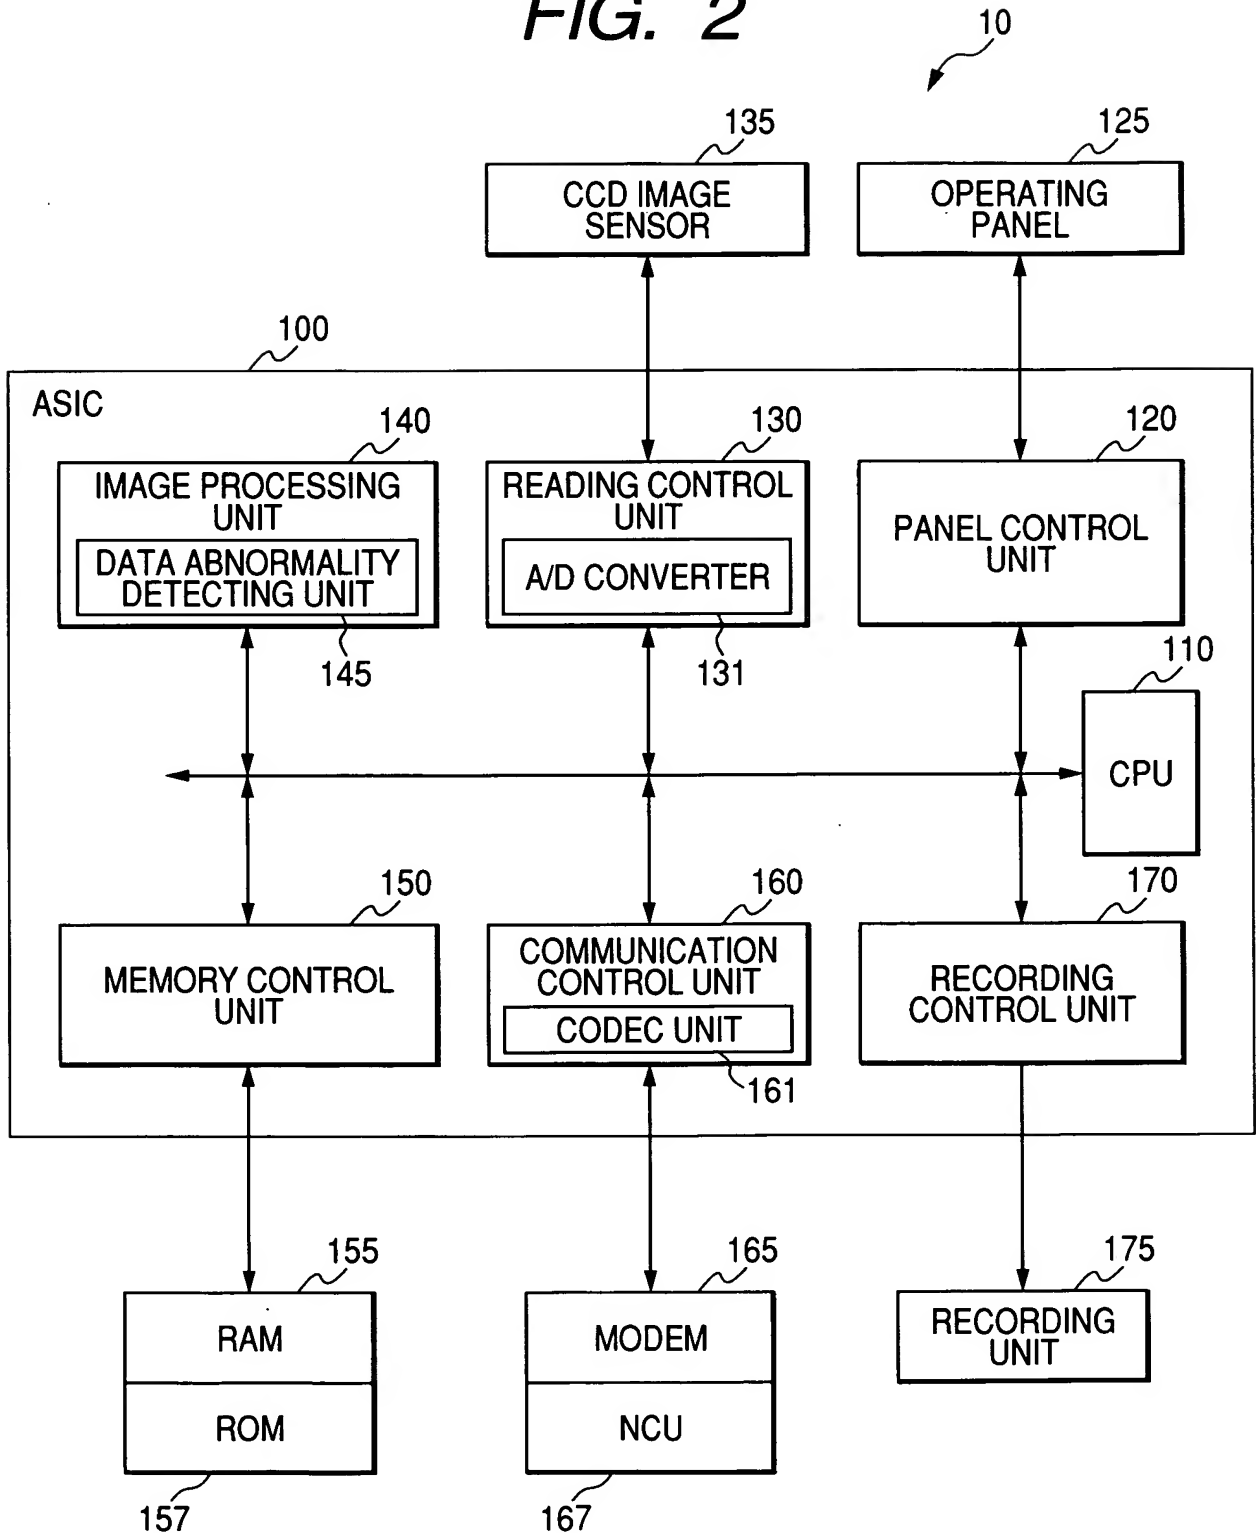 FIG. 2
10
135
125
CCD IMAGE
SENSOR
OPERATING
PANEL
100
ASIC
140
130
120
IMAGE PROCESSING
UNIT
DATA ABNORMALITY
DETECTING UNIT
145
READING CONTROL
UNIT
A/D CONVERTER
131
PANEL CONTROL
UNIT
110
CPU
150
160
170
MEMORY CONTROL
UNIT
COMMUNICATION
CONTROL UNIT
CODEC UNIT
161
RECORDING
CONTROL UNIT
155
165
175
RAM
ROM
157
MODEM
NCU
167
RECORDING
UNIT